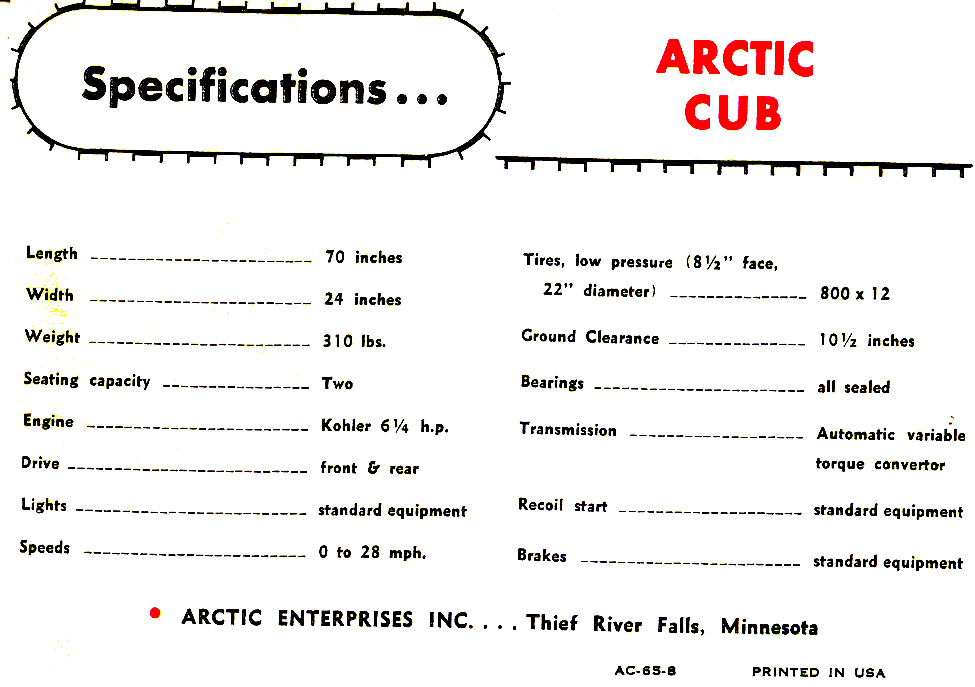 Specifications...
ARCTIC
CUB
Length 70 inches
Width 24 inches
Weight 310 lbs.
Seating capacity Two
Engine Kohler 6¼ h.p.
Drive front & rear
Lights standard equipment
Speeds 0 to 28 mph.
Tires, low pressure (8½" face,
22" diameter) 800 x 12
Ground Clearance 10½ inches
Bearings all sealed
Transmission Automatic variable
torque convertor
Recoil start standard equipment
Brakes standard equipment
ARCTIC ENTERPRISES INC.... Thief River Falls, Minnesota
AC-65-8 PRINTED IN USA